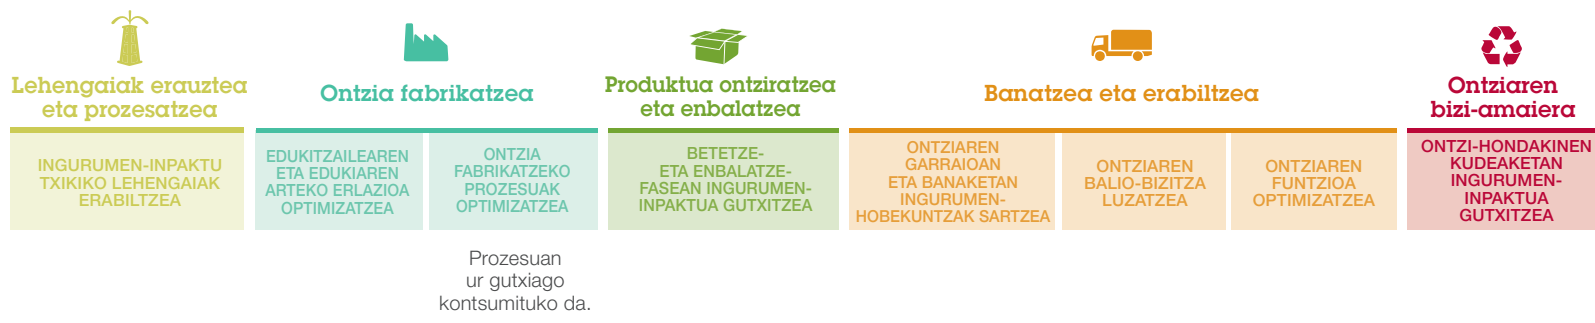 Lehengaiak erauztea
eta prozesatzea
Ontzia fabrikatzea
Produktua ontziratzea
eta enbalatzea
Banatzea eta erabiltzea
Ontziaren
bizi-amaiera
INGURUMEN-INPAKTU
TXIKIKO LEHENGAIAK
ERABILTZEA
EDUKITZAILEAREN
ETA EDUKIAREN
ARTEKO ERLAZIOA
OPTIMIZATZEA
ONTZIA
FABRIKATZEKO
PROZESUAK
OPTIMIZATZEA
BETETZE-
ETA ENBALATZE-
FASEAN INGURUMEN-
INPAKTUA GUTXITZEA
ONTZIAREN
GARRAIOAN
ETA BANAKETAN
INGURUMEN-
HOBEKUNTZAK SARTZEA
ONTZIAREN
BALIO-BIZITZA
LUZATZEA
ONTZIAREN
FUNTZIOA
OPTIMIZATZEA
ONTZI-HONDAKINEN
KUDEAKETAN
INGURUMEN-
INPAKTUA
GUTXITZEA
Prozesuan
ur gutxiago
kontsumituko da.